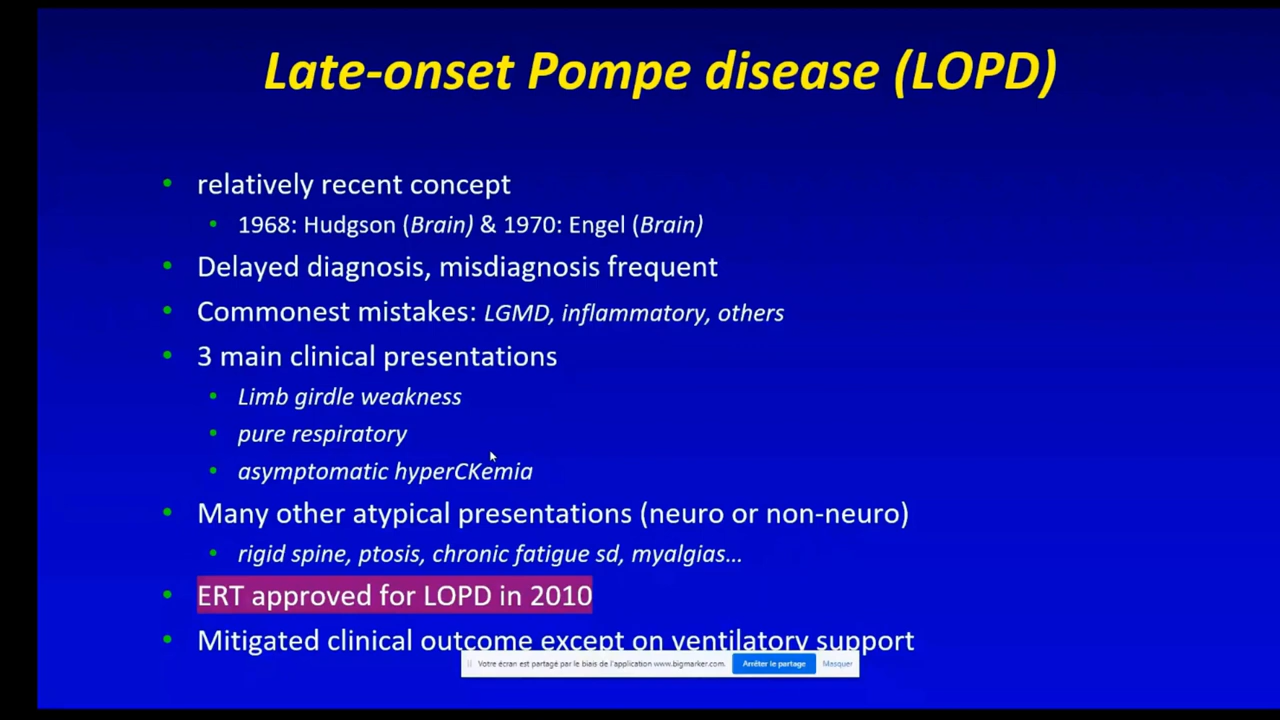 Late-onset Pompe disease (LOPD)
• relatively recent concept
• 1968: Hudgson (Brain) & 1970: Engel (Brain)
• Delayed diagnosis, misdiagnosis frequent
• Commonest mistakes: LGMD, inflammatory, others
• 3 main clinical presentations
• Limb girdle weakness
• pure respiratory
• asymptomatic hyperCKemia
• Many other atypical presentations (neuro or non-neuro)
• rigid spine, ptosis, chronic fatigue sd, myalgias...
• ERT approved for LOPD in 2010
• Mitigated clinical outcome except on ventilatory support
Votre écran est partagé par le biais de l'application www.bigmarker.com. Arrêter le partage Masquer